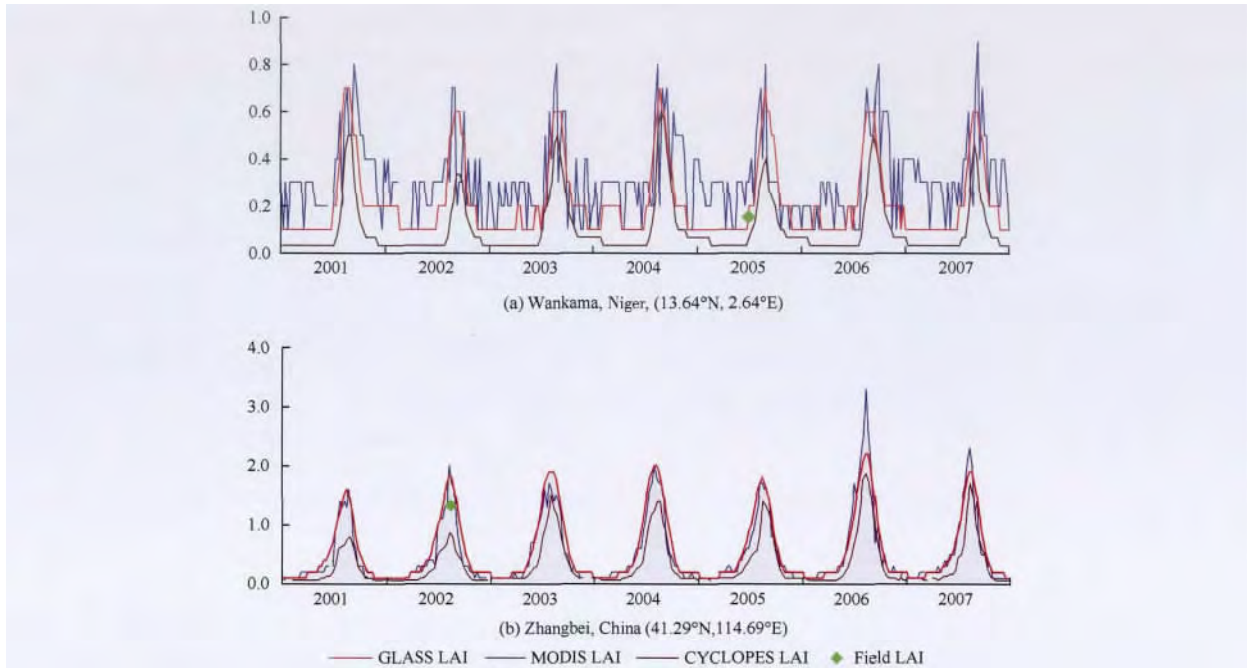 1.0
0.8
0.6
0.4
0.2
0.0
2001 2002 2003 2004 2005 2006 2007
(a) Wankama, Niger, (13.64°N, 2.64°E)
4.0
3.0
2.0
1.0
0.0
2001 2002 2003 2004 2005 2006 2007
(b) Zhangbei, China (41.29°N,114.69°E)
GLASS LAI MODIS LAI CYCLOPES LAI Field LAI